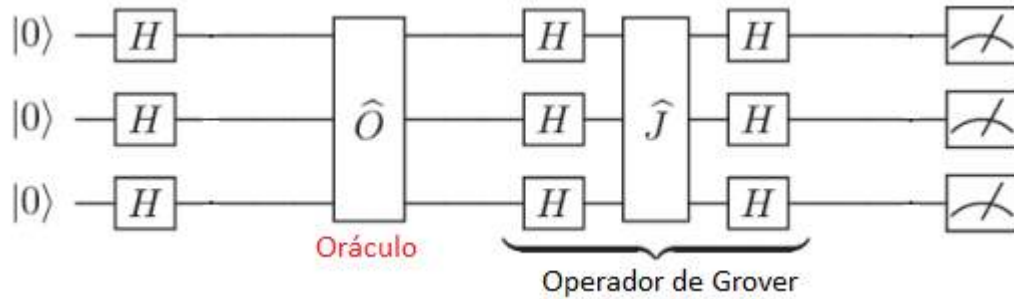 |0⟩ H H H
|0⟩ H Ô H Ĵ H
|0⟩ H H H
Oráculo
Operador de Grover